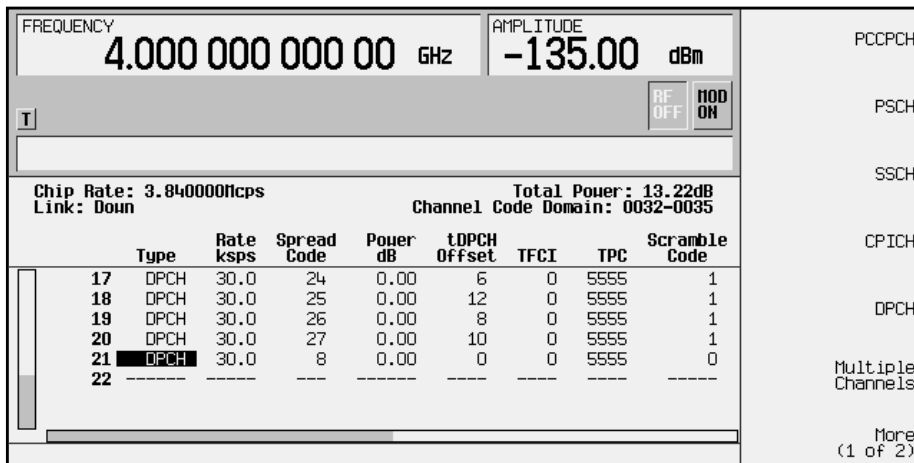 FREQUENCY
4.000 000 000 00 GHz
AMPLITUDE
-135.00 dBm
RF OFF
MOD ON
T
Chip Rate: 3.840000Mcps
Link: Down
Total Power: 13.22dB
Channel Code Domain: 0032-0035
Type Rate ksps Spread Code Power dB tDPCH Offset TFCI TPC Scramble Code
17 DPCH 30.0 24 0.00 6 0 5555 1
18 DPCH 30.0 25 0.00 12 0 5555 1
19 DPCH 30.0 26 0.00 8 0 5555 1
20 DPCH 30.0 27 0.00 10 0 5555 1
21 DPCH 30.0 8 0.00 0 0 5555 0
22 ------ ----- --- ------ ---- ---- ---- -----
PCCPCH
PSCH
SSCH
CPICH
DPCH
Multiple
Channels
More
(1 of 2)